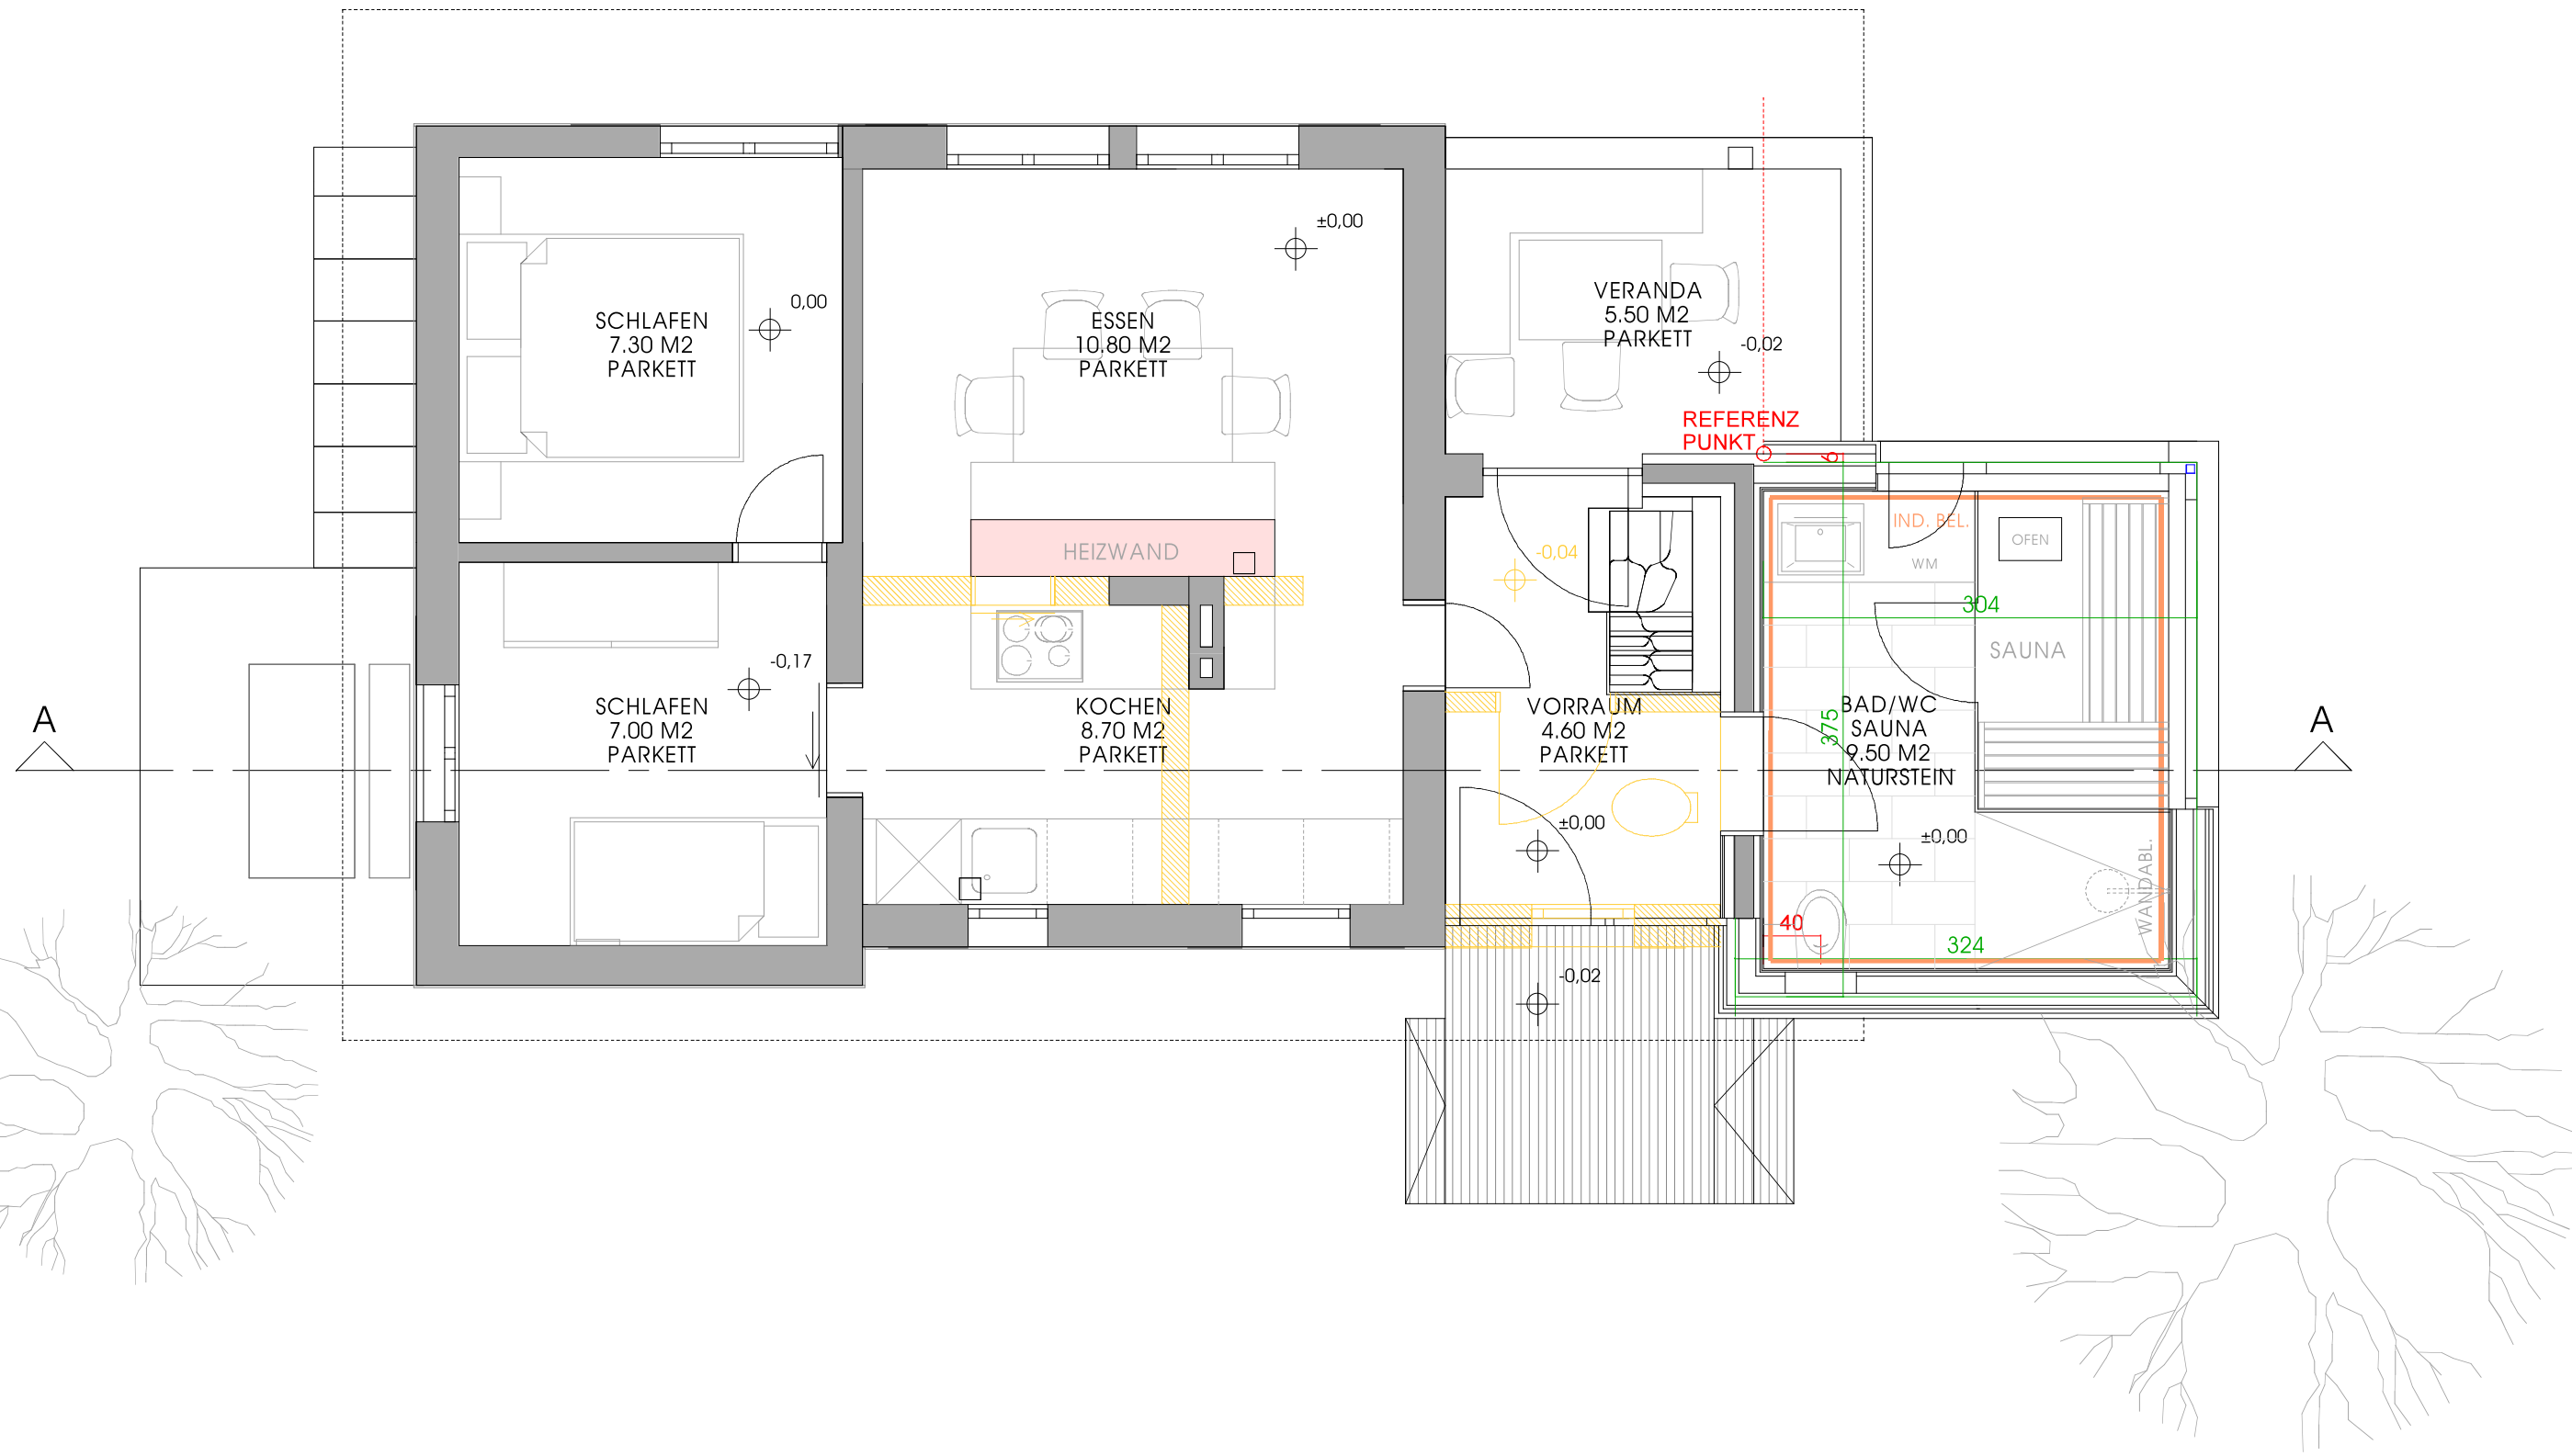 ±0,00
0,00
SCHLAFEN
7.30 M2
PARKETT
ESSEN
10.80 M2
PARKETT
VERANDA
5.50 M2
PARKETT
-0,02
REFERENZ
PUNKT
6
HEIZWAND
-0,04
IND. BEL.
WM
OFEN
304
SAUNA
-0,17
SCHLAFEN
7.00 M2
PARKETT
KOCHEN
8.70 M2
PARKETT
VORRAUM
4.60 M2
PARKETT
375
BAD/WC
SAUNA
9.50 M2
NATURSTEIN
A
A
±0,00
±0,00
WANDABL.
40
324
-0,02